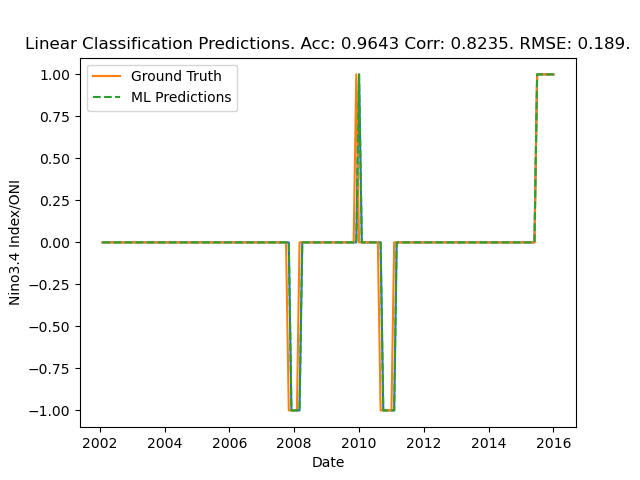 Linear Classification Predictions. Acc: 0.9643 Corr: 0.8235. RMSE: 0.189.
Ground Truth
ML Predictions
1.00
0.75
0.50
0.25
0.00
−0.25
−0.50
−0.75
−1.00
Nino3.4 Index/ONI
2002 2004 2006 2008 2010 2012 2014 2016
Date